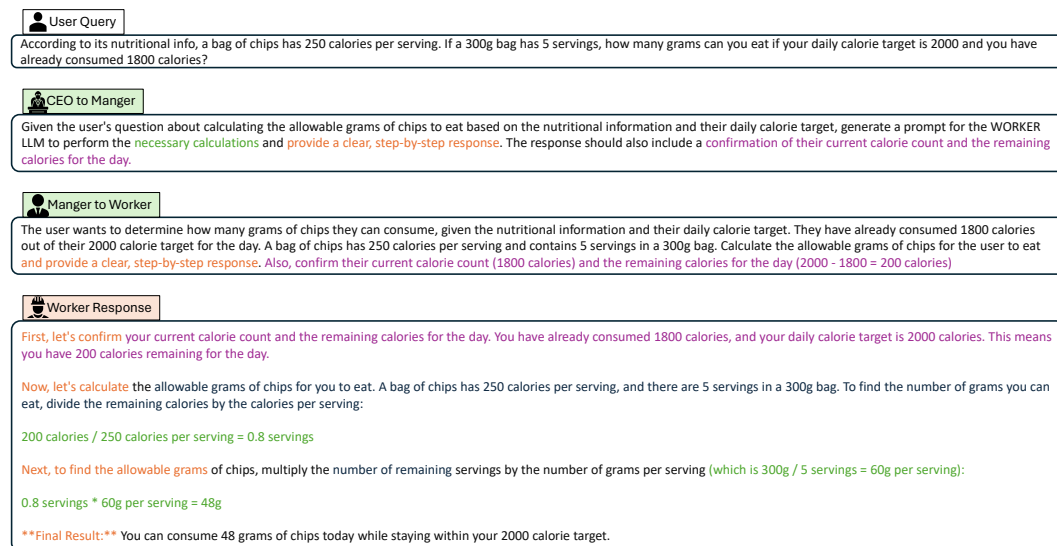 User Query
According to its nutritional info, a bag of chips has 250 calories per serving. If a 300g bag has 5 servings, how many grams can you eat if your daily calorie target is 2000 and you have
already consumed 1800 calories?
CEO to Manger
Given the user's question about calculating the allowable grams of chips to eat based on the nutritional information and their daily calorie target, generate a prompt for the WORKER
LLM to perform the necessary calculations and provide a clear, step-by-step response. The response should also include a confirmation of their current calorie count and the remaining
calories for the day.
Manger to Worker
The user wants to determine how many grams of chips they can consume, given the nutritional information and their daily calorie target. They have already consumed 1800 calories
out of their 2000 calorie target for the day. A bag of chips has 250 calories per serving and contains 5 servings in a 300g bag. Calculate the allowable grams of chips for the user to eat
and provide a clear, step-by-step response. Also, confirm their current calorie count (1800 calories) and the remaining calories for the day (2000 - 1800 = 200 calories)
Worker Response
First, let's confirm your current calorie count and the remaining calories for the day. You have already consumed 1800 calories, and your daily calorie target is 2000 calories. This means
you have 200 calories remaining for the day.
Now, let's calculate the allowable grams of chips for you to eat. A bag of chips has 250 calories per serving, and there are 5 servings in a 300g bag. To find the number of grams you can
eat, divide the remaining calories by the calories per serving:
200 calories / 250 calories per serving = 0.8 servings
Next, to find the allowable grams of chips, multiply the number of remaining servings by the number of grams per serving (which is 300g / 5 servings = 60g per serving):
0.8 servings * 60g per serving = 48g
**Final Result:** You can consume 48 grams of chips today while staying within your 2000 calorie target.